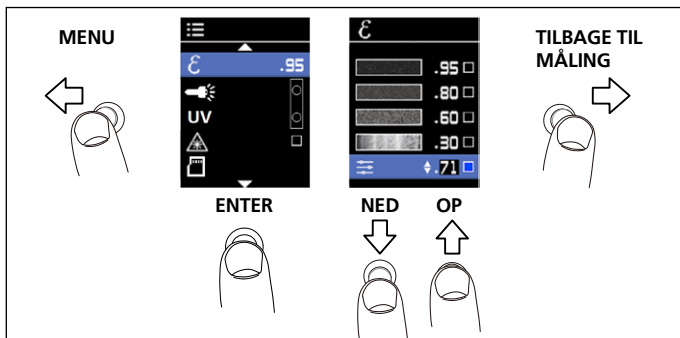 MENU
ε .95
UV
ENTER
ε
.95
.80
.60
.30
.71
NED OP
TILBAGE TIL
MÅLING